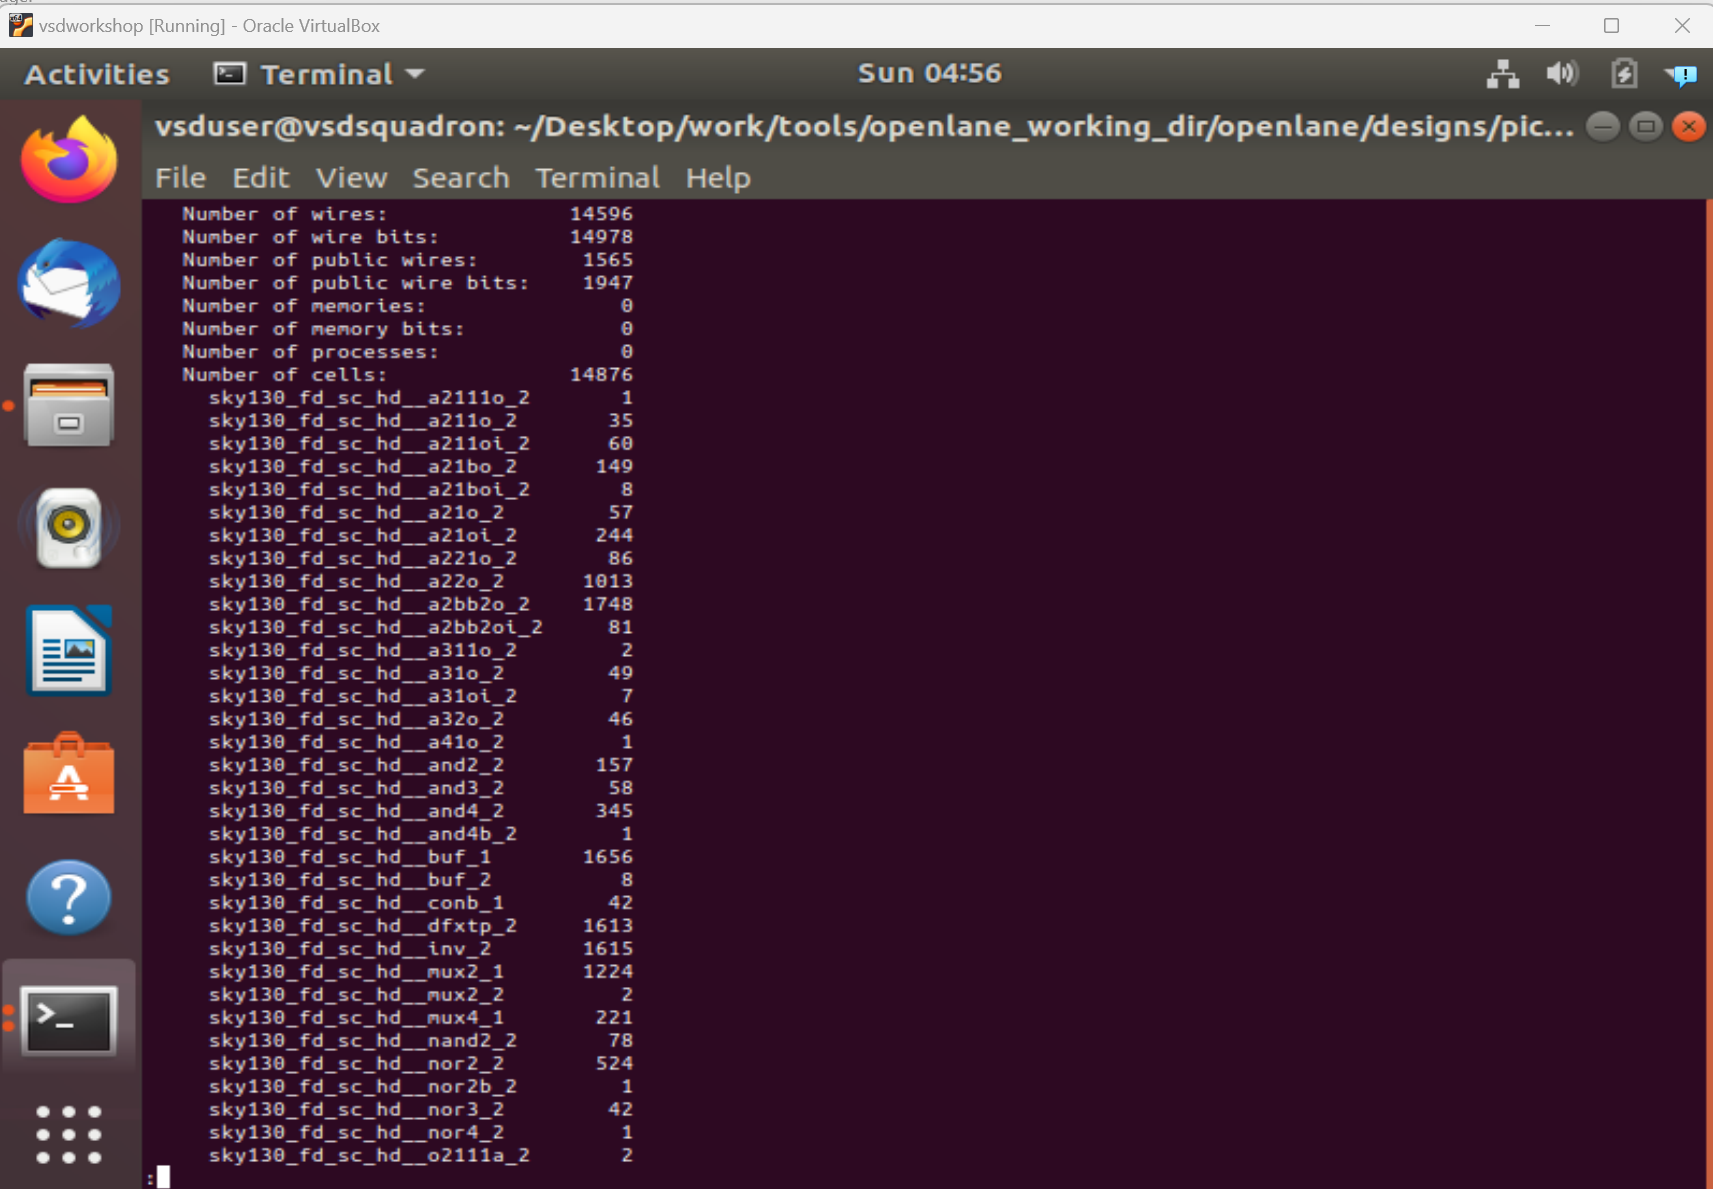 vsdworkshop [Running] - Oracle VirtualBox
Activities Terminal Sun 04:56
vsduser@vsdsquadron: ~/Desktop/work/tools/openlane_working_dir/openlane/designs/pic...
File Edit View Search Terminal Help
Number of wires: 14596
Number of wire bits: 14978
Number of public wires: 1565
Number of public wire bits: 1947
Number of memories: 0
Number of memory bits: 0
Number of processes: 0
Number of cells: 14876
sky130_fd_sc_hd__a2111o_2 1
sky130_fd_sc_hd__a211o_2 35
sky130_fd_sc_hd__a211oi_2 60
sky130_fd_sc_hd__a21bo_2 149
sky130_fd_sc_hd__a21boi_2 8
sky130_fd_sc_hd__a21o_2 57
sky130_fd_sc_hd__a21oi_2 244
sky130_fd_sc_hd__a221o_2 86
sky130_fd_sc_hd__a22o_2 1013
sky130_fd_sc_hd__a2bb2o_2 1748
sky130_fd_sc_hd__a2bb2oi_2 81
sky130_fd_sc_hd__a311o_2 2
sky130_fd_sc_hd__a31o_2 49
sky130_fd_sc_hd__a31oi_2 7
sky130_fd_sc_hd__a32o_2 46
sky130_fd_sc_hd__a41o_2 1
sky130_fd_sc_hd__and2_2 157
sky130_fd_sc_hd__and3_2 58
sky130_fd_sc_hd__and4_2 345
sky130_fd_sc_hd__and4b_2 1
sky130_fd_sc_hd__buf_1 1656
sky130_fd_sc_hd__buf_2 8
sky130_fd_sc_hd__conb_1 42
sky130_fd_sc_hd__dfxtp_2 1613
sky130_fd_sc_hd__inv_2 1615
sky130_fd_sc_hd__mux2_1 1224
sky130_fd_sc_hd__mux2_2 2
sky130_fd_sc_hd__mux4_1 221
sky130_fd_sc_hd__nand2_2 78
sky130_fd_sc_hd__nor2_2 524
sky130_fd_sc_hd__nor2b_2 1
sky130_fd_sc_hd__nor3_2 42
sky130_fd_sc_hd__nor4_2 1
sky130_fd_sc_hd__o2111a_2 2
: